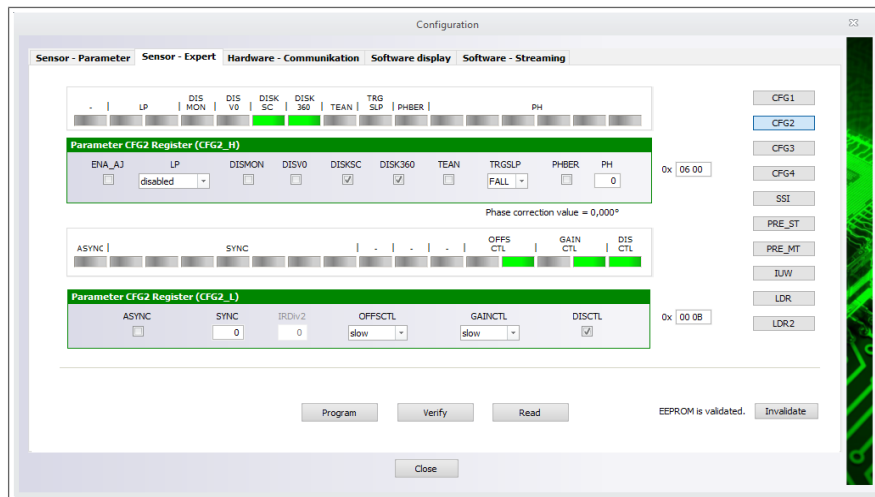 Configuration
Sensor - Parameter Sensor - Expert Hardware - Communikation Software display Software - Streaming
- | LP | DIS MON | DIS V0 | DISK SC | DISK 360 | TEAN | TRG SLP | PHBER | PH
Parameter CFG2 Register (CFG2_H)
ENA_AJ LP DISMON DISV0 DISKSC DISK360 TEAN TRGSLP PHBER PH
disabled FALL 0
0x 06 00
Phase correction value = 0,000°
ASYNC | SYNC | - | - | - | OFFS CTL | GAIN CTL | DIS CTL
Parameter CFG2 Register (CFG2_L)
ASYNC SYNC IRDiv2 OFFSCTL GAINCTL DISCTL
0 0 slow slow
0x 00 0B
CFG1
CFG2
CFG3
CFG4
SSI
PRE_ST
PRE_MT
IUW
LDR
LDR2
Program Verify Read EEPROM is validated. Invalidate
Close